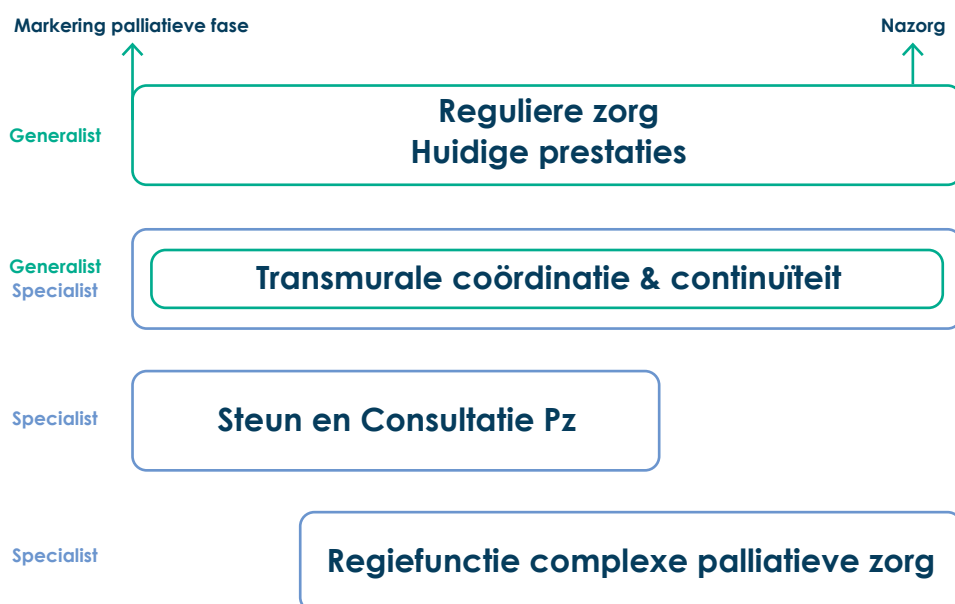 Markering palliatieve fase
Nazorg
Generalist
Reguliere zorg
Huidige prestaties
Generalist
Specialist
Transmurale coördinatie & continuïteit
Specialist
Steun en Consultatie Pz
Specialist
Regiefunctie complexe palliatieve zorg